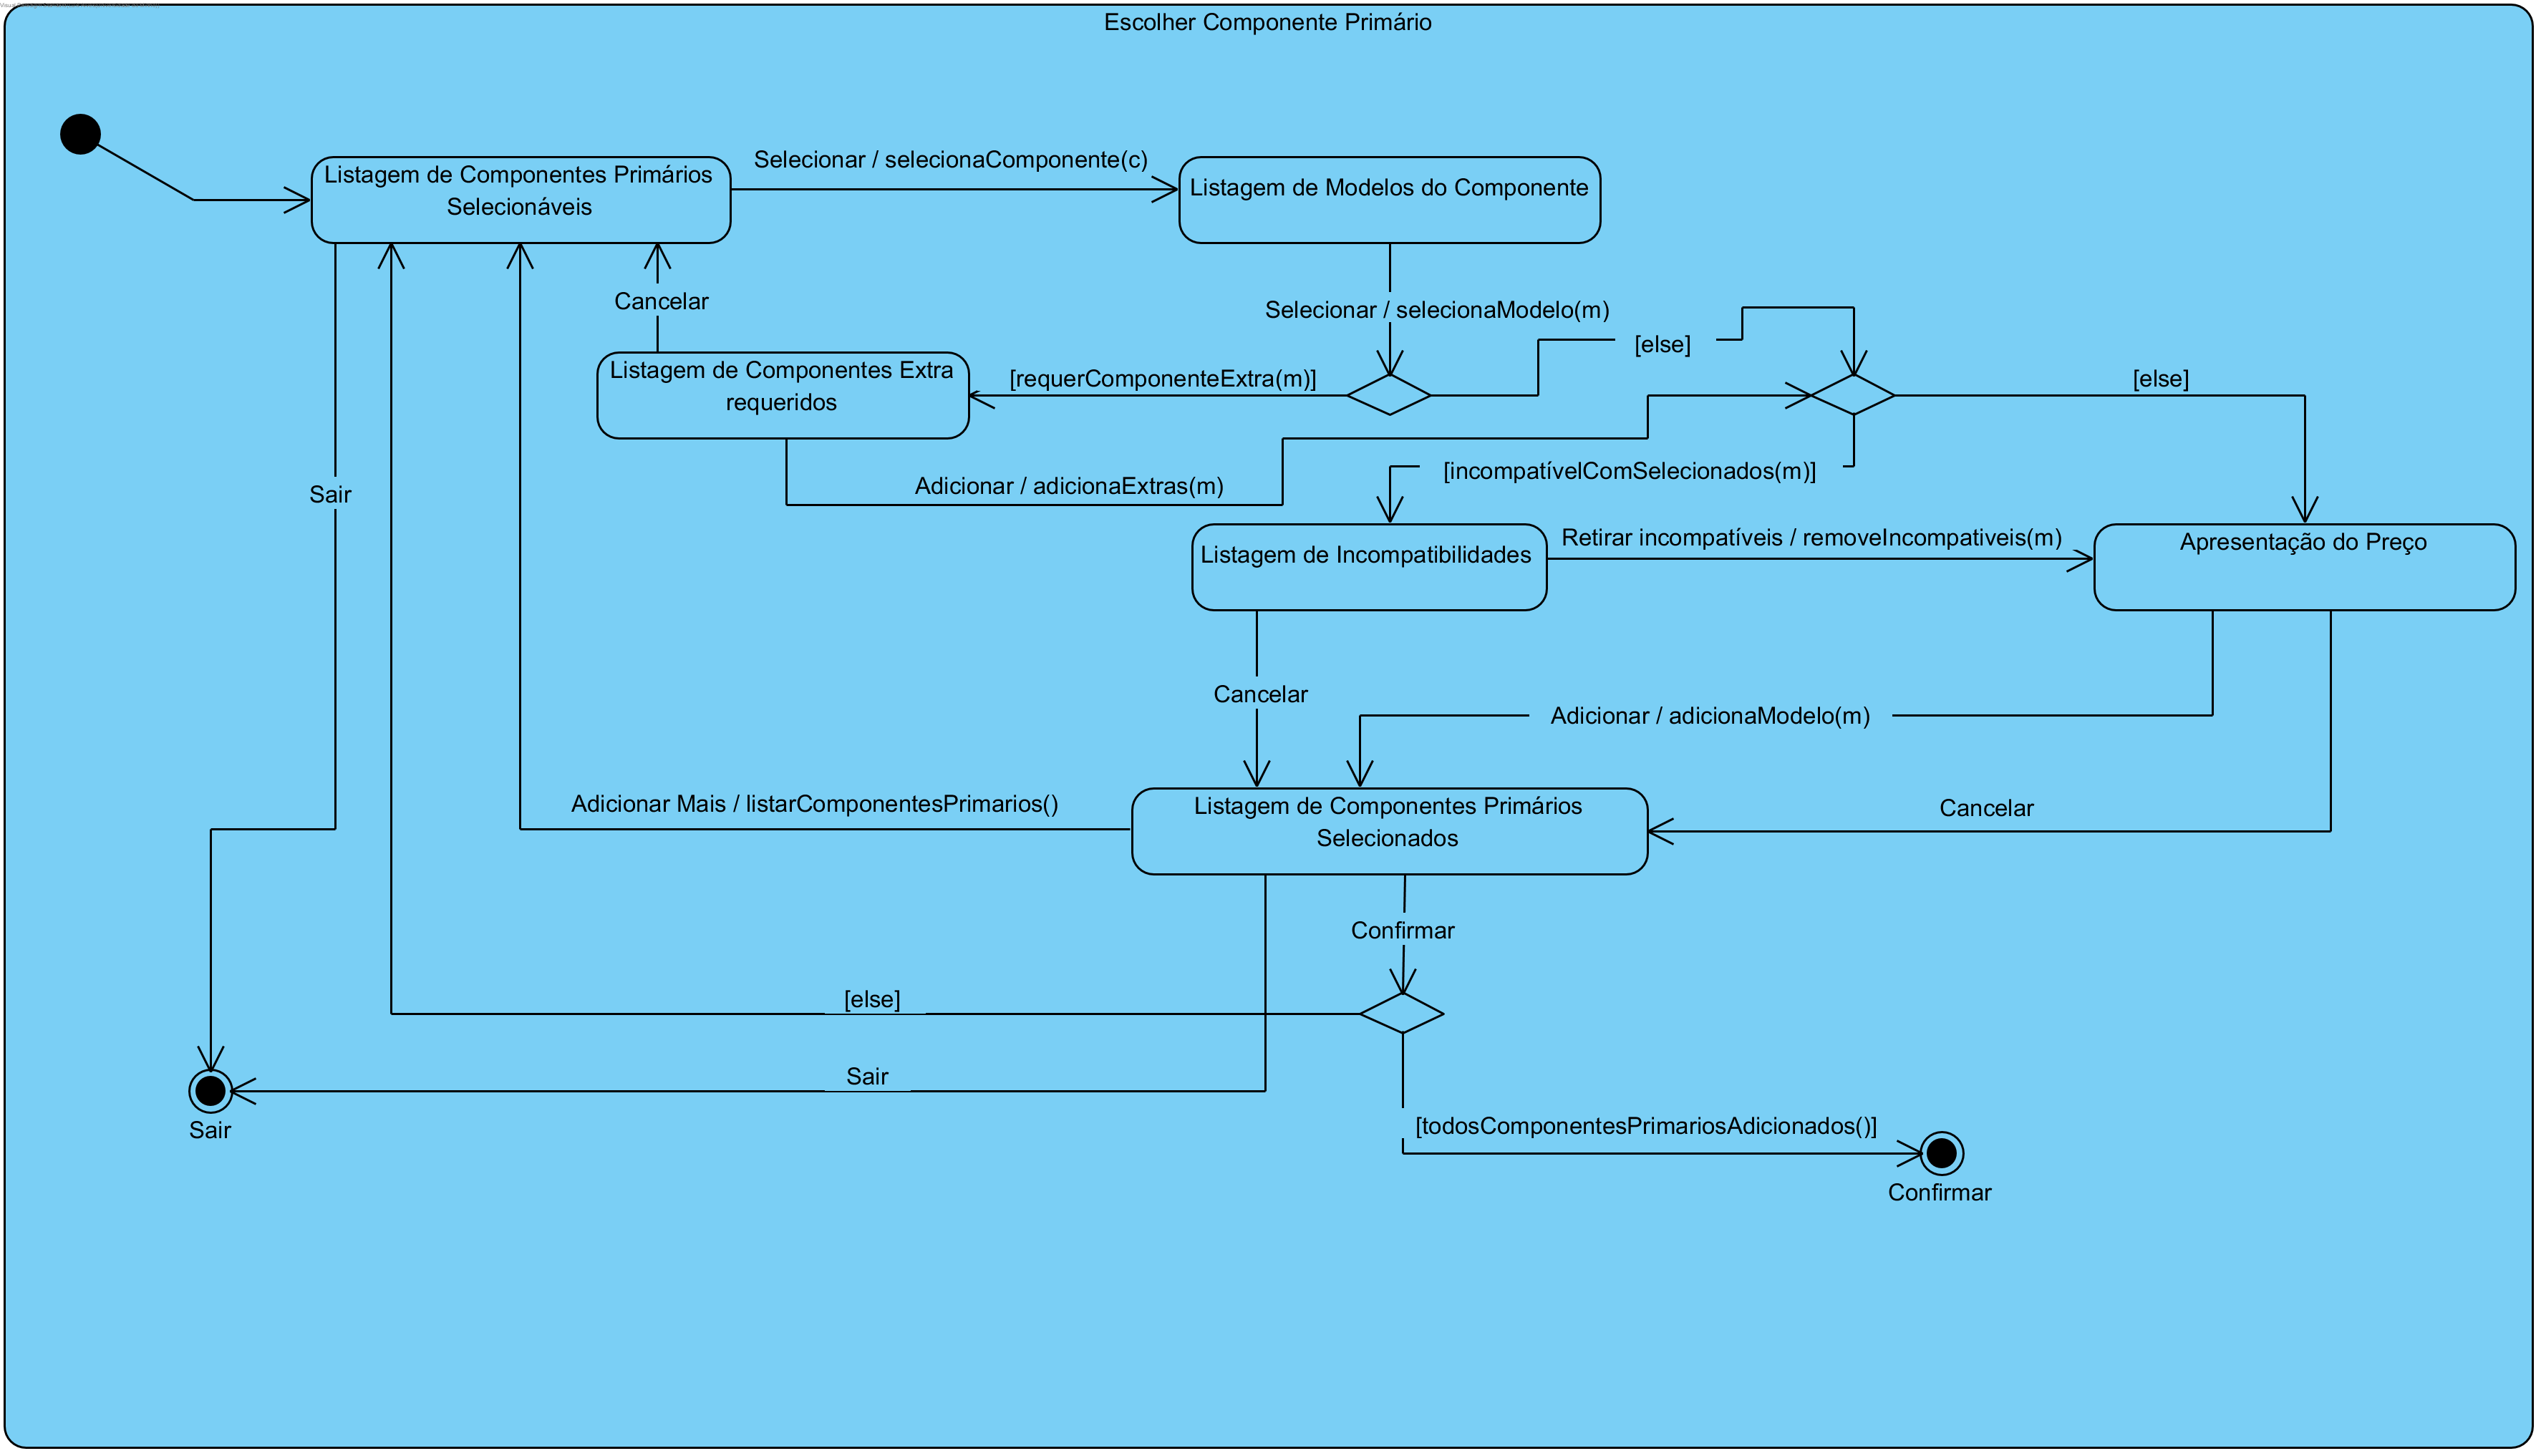 Escolher Componente Primário
Listagem de Componentes Primários
Selecionáveis
Selecionar / selecionaComponente(c)
Listagem de Modelos do Componente
Cancelar
Selecionar / selecionaModelo(m)
[else]
Listagem de Componentes Extra
requeridos
[requerComponenteExtra(m)]
[else]
Sair
Adicionar / adicionaExtras(m)
[incompatívelComSelecionados(m)]
Listagem de Incompatibilidades
Retirar incompatíveis / removeIncompativeis(m)
Apresentação do Preço
Cancelar
Adicionar / adicionaModelo(m)
Adicionar Mais / listarComponentesPrimarios()
Listagem de Componentes Primários
Selecionados
Cancelar
Confirmar
[else]
Sair
Sair
[todosComponentesPrimariosAdicionados()]
Confirmar